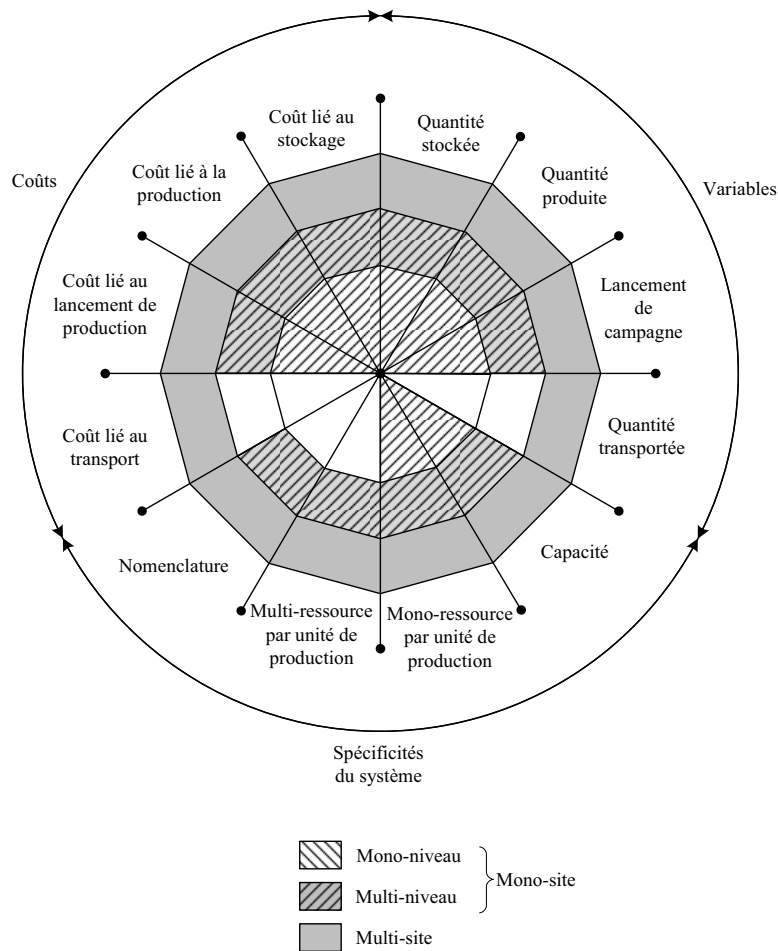 Coût lié au
stockage
Quantité
stockée
Coût lié à la
production
Quantité
produite
Coûts
Variables
Coût lié au
lancement de
production
Lancement
de
campagne
Coût lié au
transport
Quantité
transportée
Nomenclature
Capacité
Multi-ressource
par unité de
production
Mono-ressource
par unité de
production
Spécificités
du système
Mono-niveau
Multi-niveau
Mono-site
Multi-site